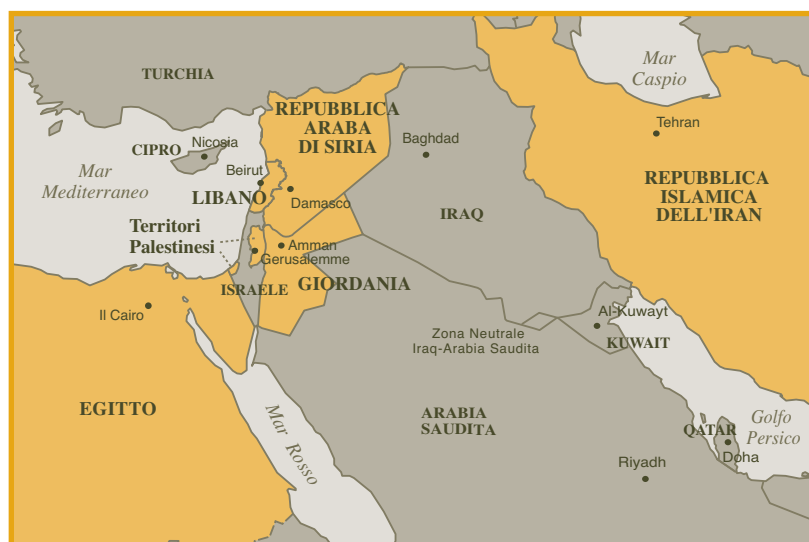 TURCHIA
Mar
Caspio
REPUBBLICA
ARABA
DI SIRIA
Tehran
Baghdad
CIPRO
Nicosia
Mar
Mediterraneo
Beirut
LIBANO
Damasco
REPUBBLICA
ISLAMICA
DELL'IRAN
IRAQ
Territori
Palestinesi
Amman
Gerusalemme
ISRAELE
GIORDANIA
Il Cairo
Al-Kuwayt
Zona Neutrale
Iraq-Arabia Saudita
KUWAIT
EGITTO
Mar Rosso
ARABIA
SAUDITA
QATAR
Golfo
Persico
Doha
Riyadh